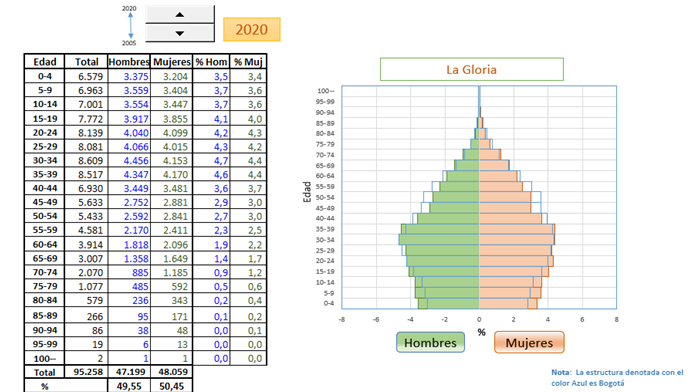 2020
2005
2020
Edad Total Hombres Mujeres % Hom % Muj
0-4 6.579 3.375 3.204 3,5 3,4
5-9 6.963 3.559 3.404 3,7 3,6
10-14 7.001 3.554 3.447 3,7 3,6
15-19 7.772 3.917 3.855 4,1 4,0
20-24 8.139 4.040 4.099 4,2 4,3
25-29 8.081 4.066 4.015 4,3 4,2
30-34 8.609 4.456 4.153 4,7 4,4
35-39 8.517 4.347 4.170 4,6 4,4
40-44 6.930 3.449 3.481 3,6 3,7
45-49 5.633 2.752 2.881 2,9 3,0
50-54 5.433 2.592 2.841 2,7 3,0
55-59 4.581 2.170 2.411 2,3 2,5
60-64 3.914 1.818 2.096 1,9 2,2
65-69 3.007 1.358 1.649 1,4 1,7
70-74 2.070 885 1.185 0,9 1,2
75-79 1.077 485 592 0,5 0,6
80-84 579 236 343 0,2 0,4
85-89 266 95 171 0,1 0,2
90-94 86 38 48 0,0 0,1
95-99 19 6 13 0,0 0,0
100-- 2 1 1 0,0 0,0
Total 95.258 47.199 48.059
% 49,55 50,45
La Gloria
Edad
100--
95-99
90-94
85-89
80-84
75-79
70-74
65-69
60-64
55-59
50-54
45-49
40-44
35-39
30-34
25-29
20-24
15-19
10-14
5-9
0-4
-8 -6 -4 -2 0 2 4 6 8
%
Hombres Mujeres
Nota: La estructura denotada con el
color Azul es Bogotá